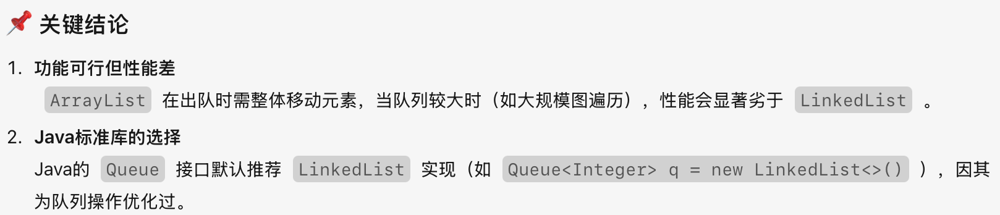 📌 关键结论
1. 功能可行但性能差
ArrayList 在出队时需整体移动元素，当队列较大时（如大规模图遍历），性能会显著劣于 LinkedList 。
2. Java标准库的选择
Java的 Queue 接口默认推荐 LinkedList 实现（如 Queue<Integer> q = new LinkedList<>() ），因其
为队列操作优化过。